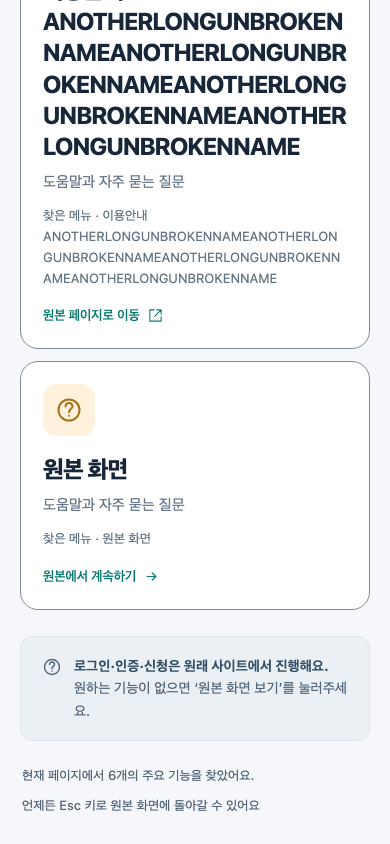 ANOTHERLONGUNBROKEN
NAMEANOTHERLONGUNBR
OKENNAMEANOTHERLONG
UNBROKENNAMEANOTHER
LONGUNBROKENNAME
도움말과 자주 묻는 질문
찾은 메뉴 · 이용안내
ANOTHERLONGUNBROKENNAMEANOTHERLON
GUNBROKENNAMEANOTHERLONGUNBROKENN
AMEANOTHERLONGUNBROKENNAME
원본 페이지로 이동
원본 화면
도움말과 자주 묻는 질문
찾은 메뉴 · 원본 화면
원본에서 계속하기 →
로그인·인증·신청은 원래 사이트에서 진행해요.
원하는 기능이 없으면 ‘원본 화면 보기’를 눌러주세
요.
현재 페이지에서 6개의 주요 기능을 찾았어요.
언제든 Esc 키로 원본 화면에 돌아갈 수 있어요